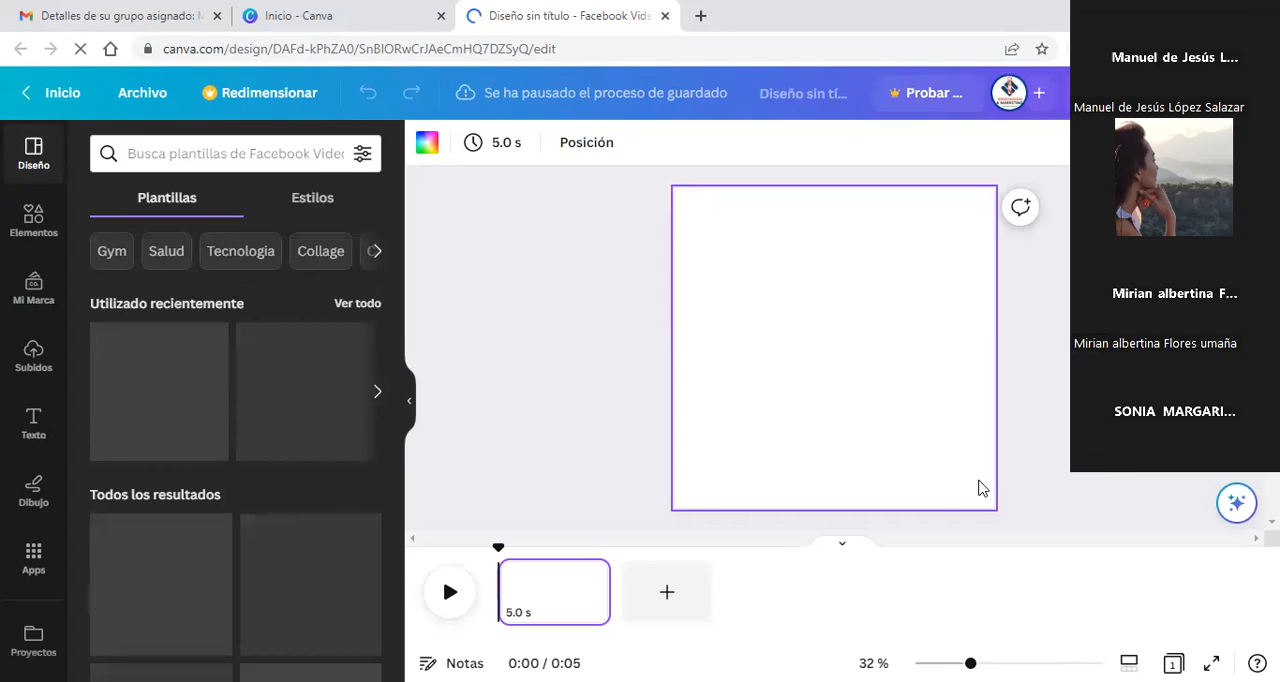 Detalles de su grupo asignado:
Inicio - Canva
Diseño sin título - Facebook Vide
canva.com/design/DAFd-kPhZA0/SnBlORwCrJAeCmHQ7DZSyQ/edit
Inicio
Archivo
Redimensionar
Se ha pausado el proceso de guardado
Diseño sin tí...
Probar ...
Diseño
Elementos
Mi Marca
Subidos
Texto
Dibujo
Apps
Proyectos
Busca plantillas de Facebook Video
Plantillas
Estilos
Gym
Salud
Tecnologia
Collage
Utilizado recientemente
Ver todo
Todos los resultados
5.0 s
Posición
5.0 s
Notas
0:00 / 0:05
32 %
1
Manuel de Jesús L...
Manuel de Jesús López Salazar
Mirian albertina F...
Mirian albertina Flores umaña
SONIA MARGARI...